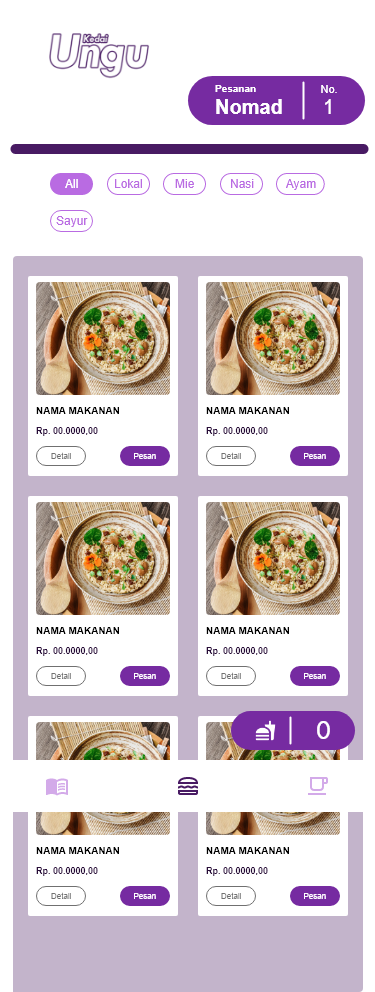 Kedai
Ungu
Pesanan No.
Nomad 1
All Lokal Mie Nasi Ayam
Sayur
NAMA MAKANAN NAMA MAKANAN
Rp. 00.0000,00 Rp. 00.0000,00
Detail Pesan Detail Pesan
NAMA MAKANAN NAMA MAKANAN
Rp. 00.0000,00 Rp. 00.0000,00
Detail Pesan Detail Pesan
0
NAMA MAKANAN NAMA MAKANAN
Rp. 00.0000,00 Rp. 00.0000,00
Detail Pesan Detail Pesan